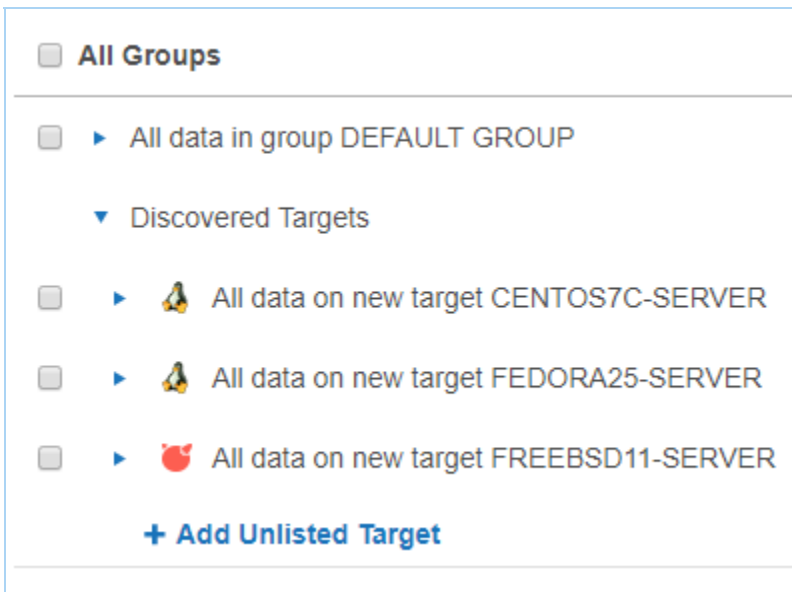 All Groups
All data in group DEFAULT GROUP
Discovered Targets
All data on new target CENTOS7C-SERVER
All data on new target FEDORA25-SERVER
All data on new target FREEBSD11-SERVER
+ Add Unlisted Target